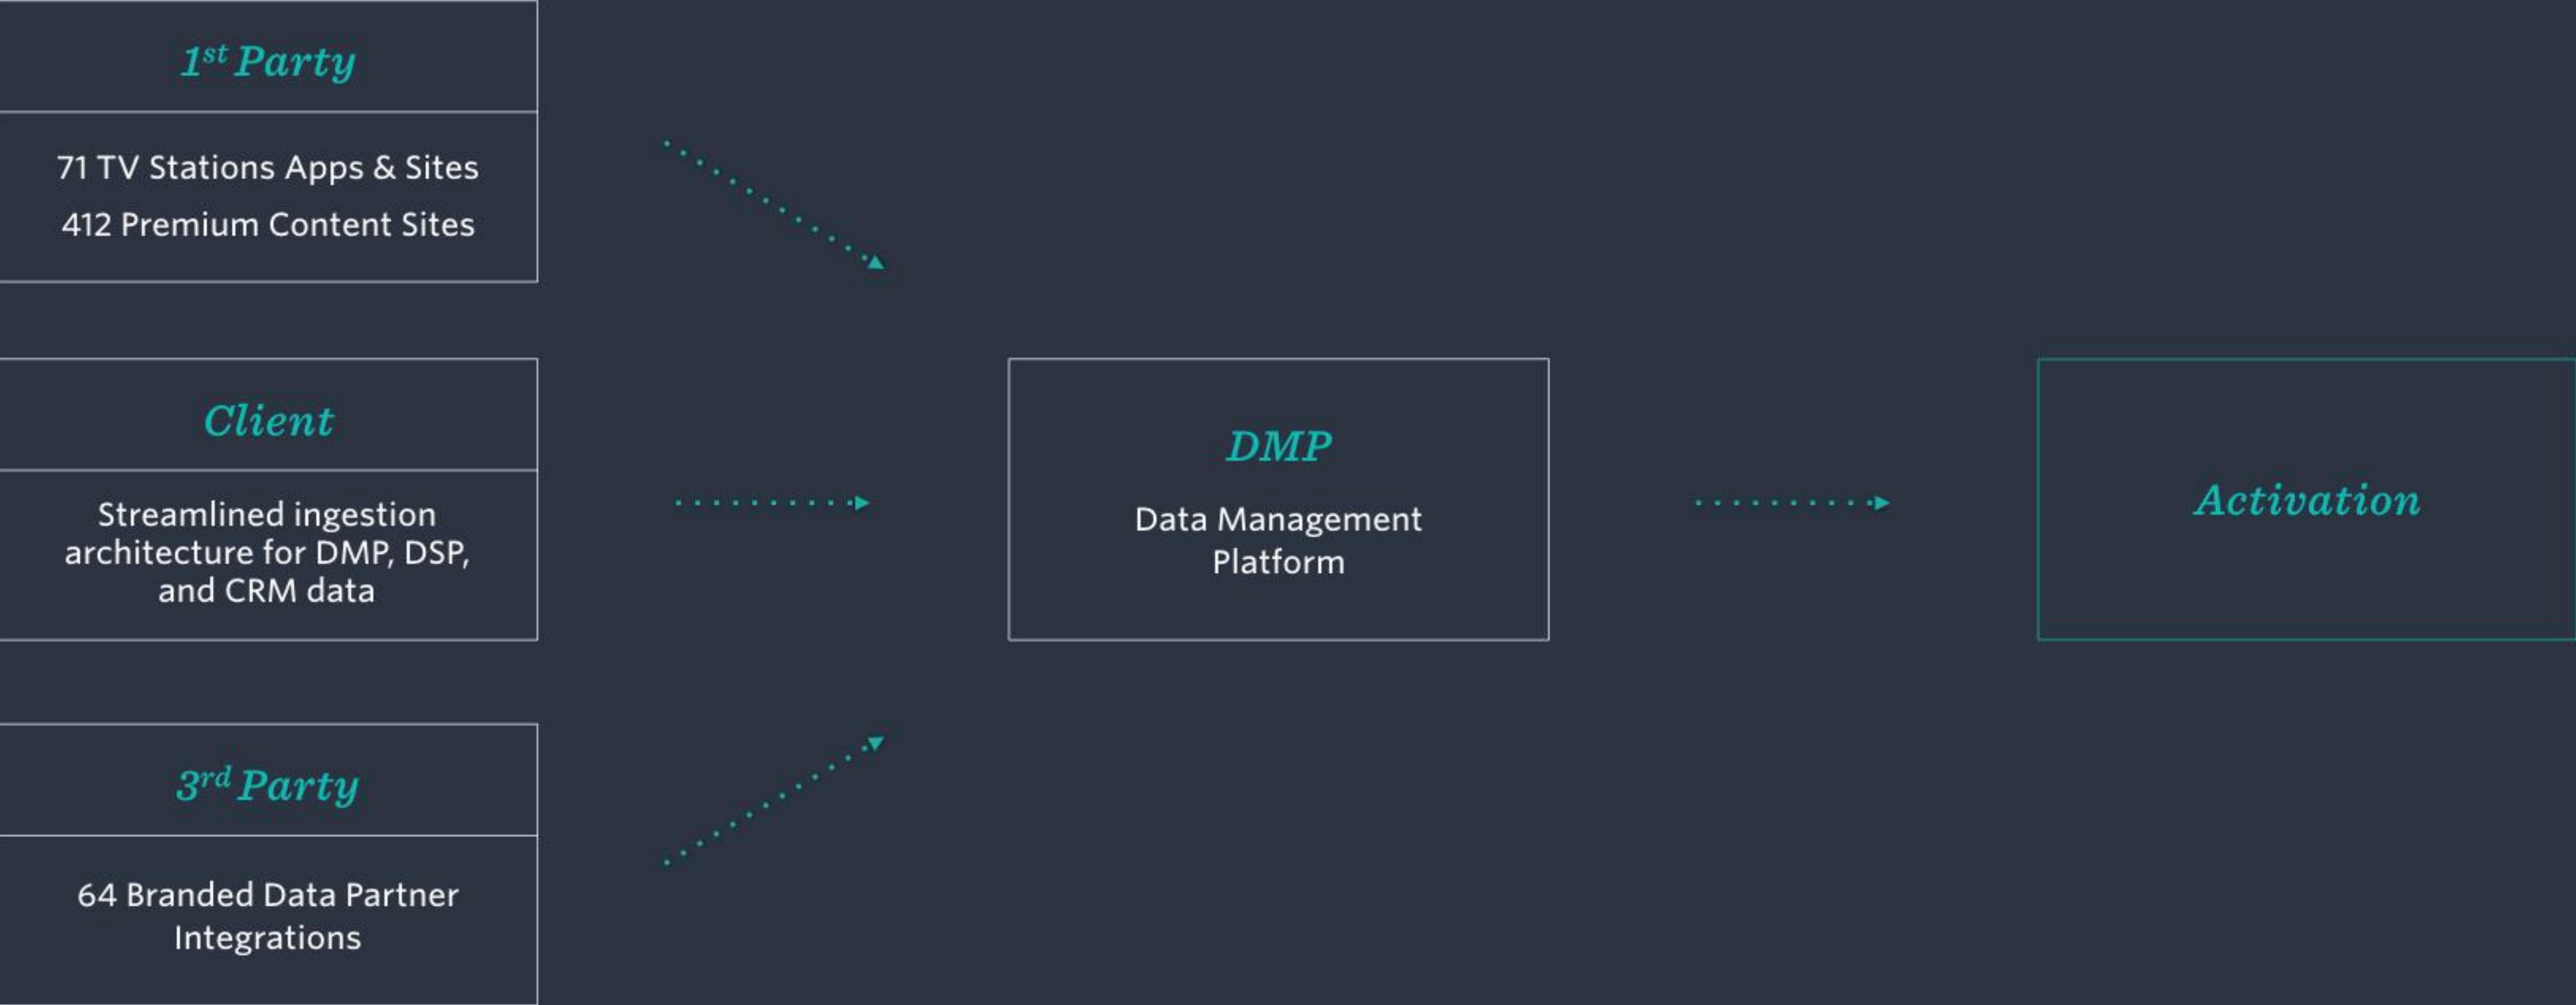 1st Party
71 TV Stations Apps & Sites
412 Premium Content Sites
Client
Streamlined ingestion
architecture for DMP, DSP,
and CRM data
3rd Party
64 Branded Data Partner
Integrations
DMP
Data Management
Platform
Activation